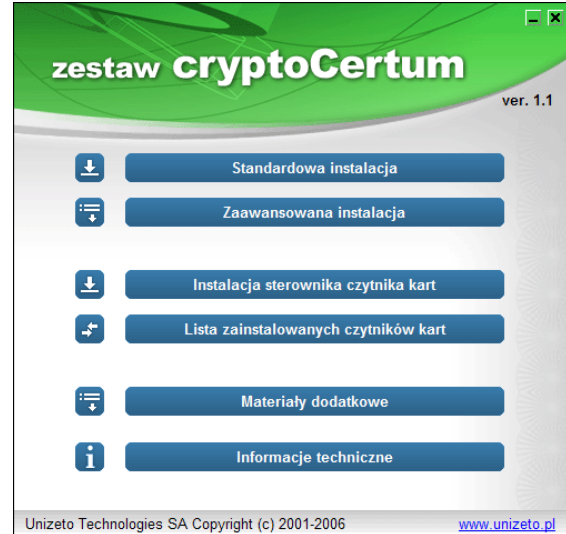 zestaw cryptoCertum
ver. 1.1
Standardowa instalacja
Zaawansowana instalacja
Instalacja sterownika czytnika kart
Lista zainstalowanych czytników kart
Materiały dodatkowe
Informacje techniczne
Unizeto Technologies SA Copyright (c) 2001-2006 www.unizeto.pl